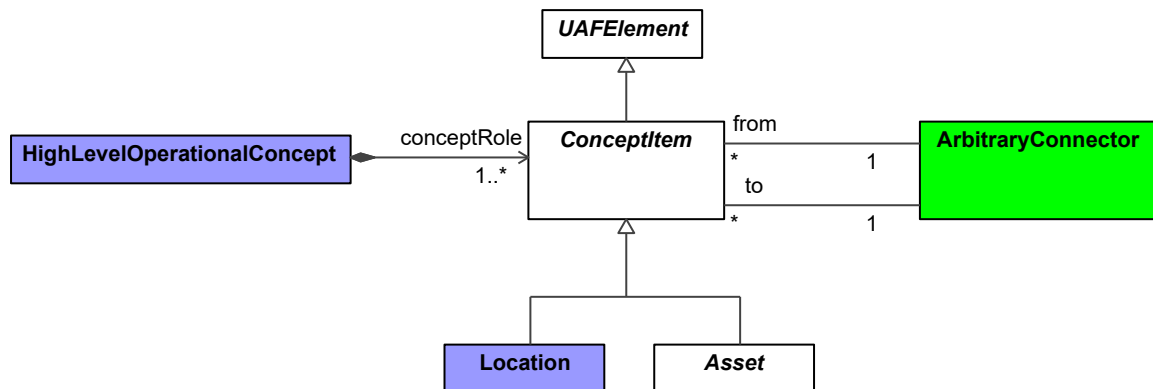 UAFElement
HighLevelOperationalConcept
conceptRole
1..*
ConceptItem
from
*
1
to
*
1
ArbitraryConnector
Location
Asset